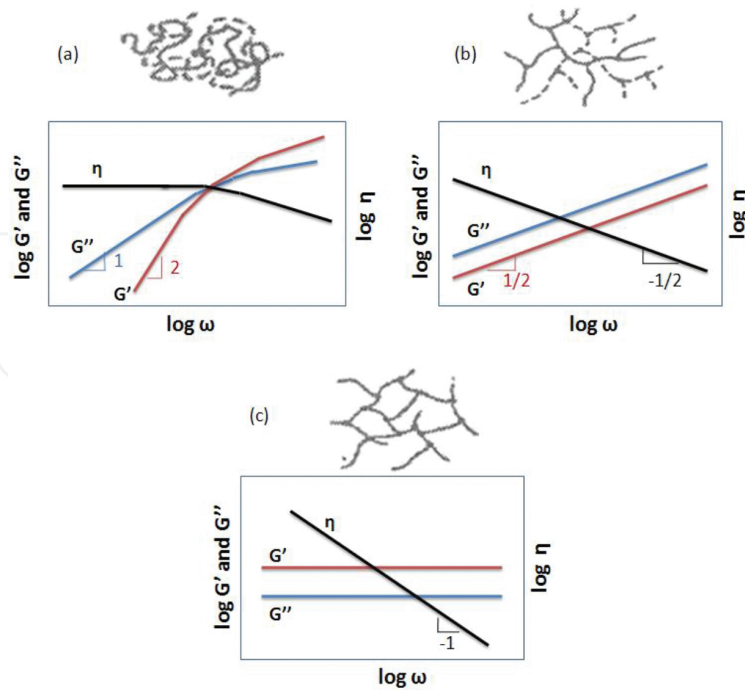 (a)
η
G″
1
2
G′
log G′ and G″
log η
log ω
(b)
η
G″
G′
1/2
-1/2
log G′ and G″
log η
log ω
(c)
η
G′
G″
-1
log G′ and G″
log η
log ω